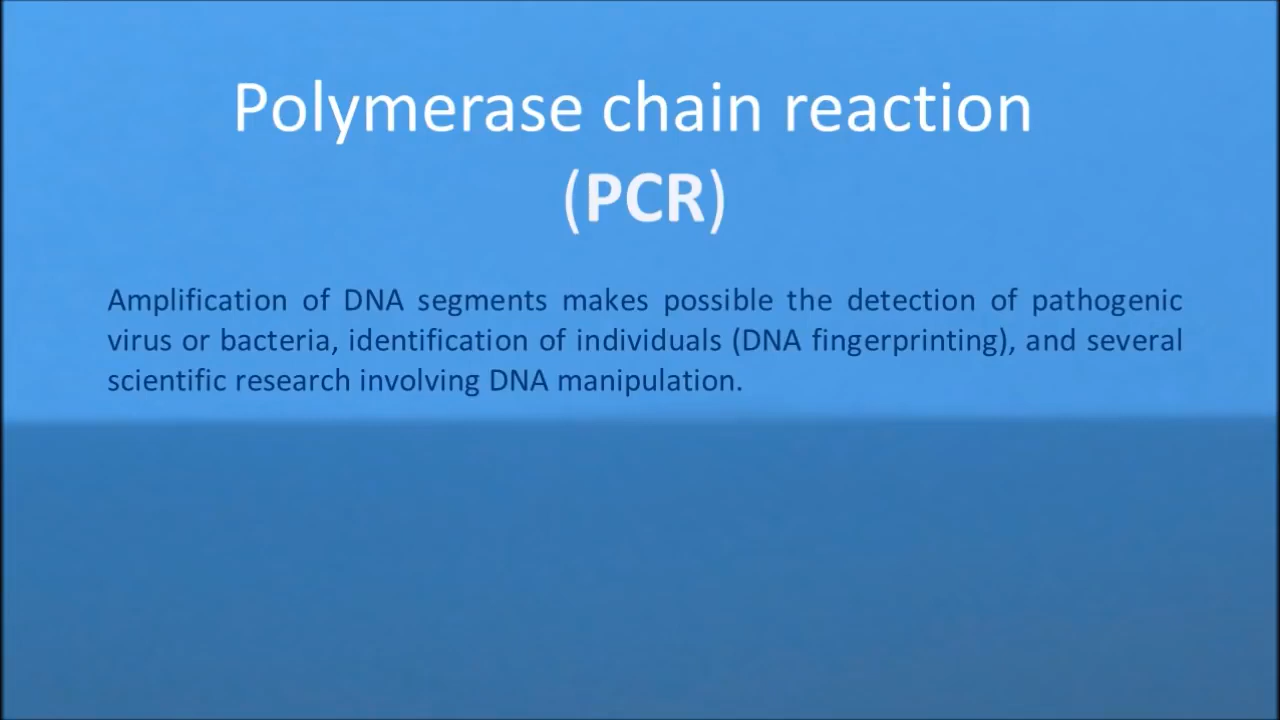 Polymerase chain reaction
(PCR)
Amplification of DNA segments makes possible the detection of pathogenic
virus or bacteria, identification of individuals (DNA fingerprinting), and several
scientific research involving DNA manipulation.